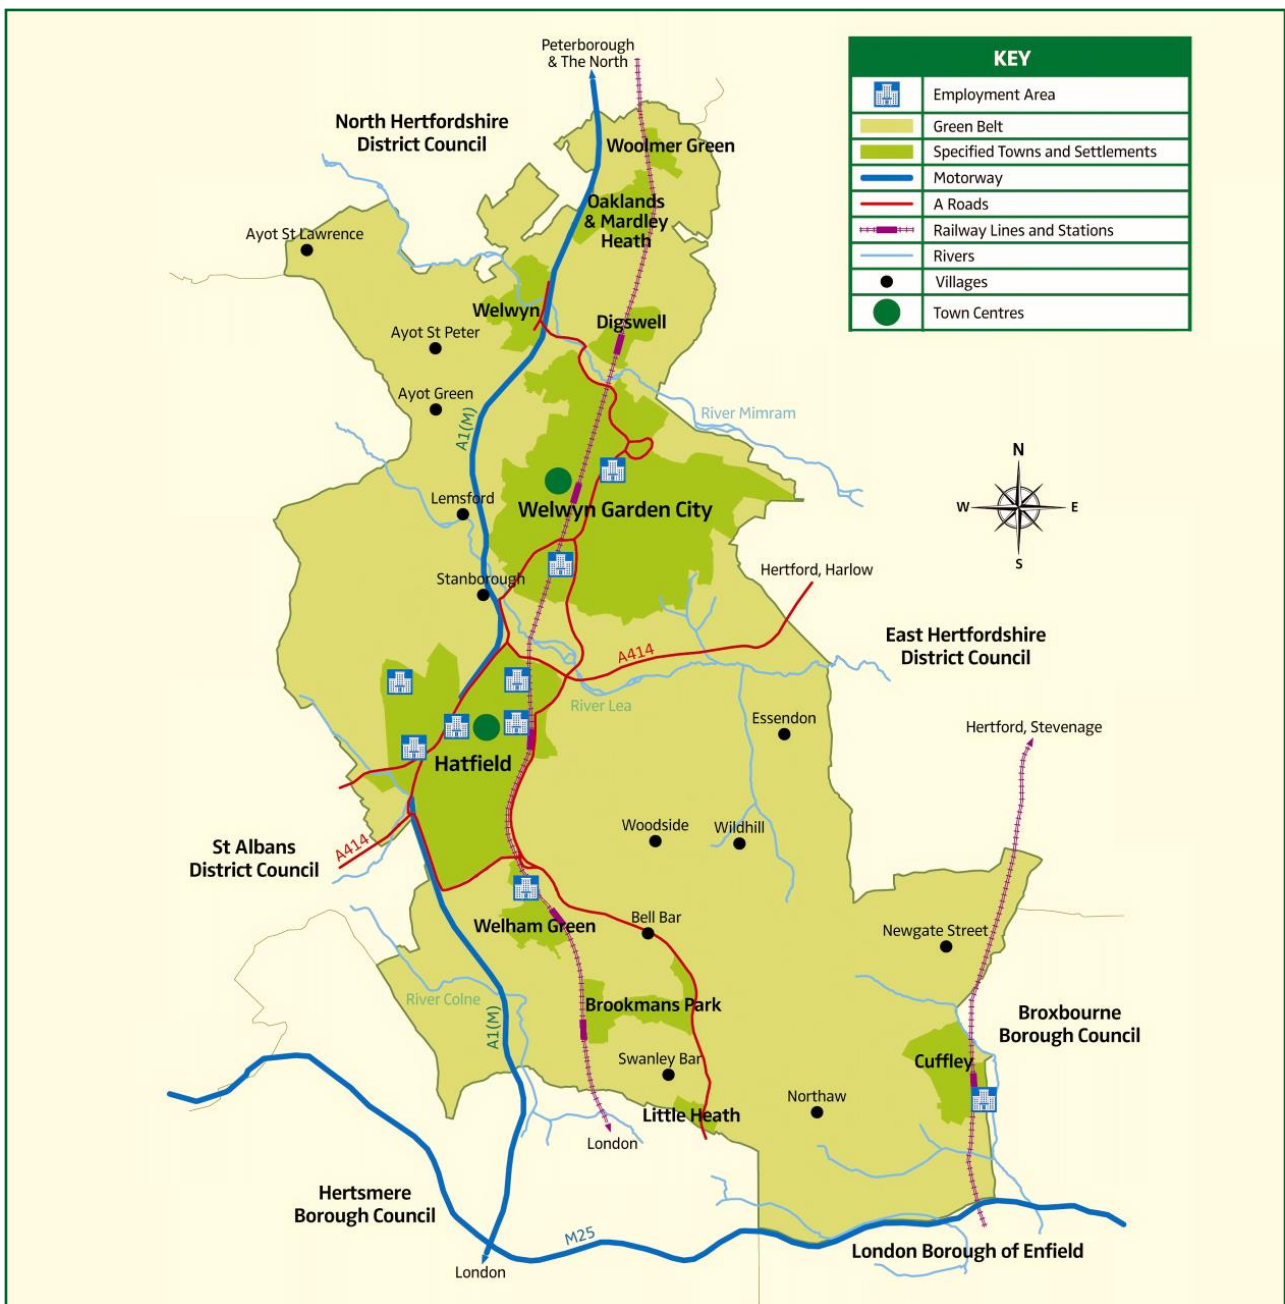 Peterborough
& The North
KEY
Employment Area
Green Belt
Specified Towns and Settlements
Motorway
A Roads
Railway Lines and Stations
Rivers
Villages
Town Centres
North Hertfordshire
District Council
Woolmer Green
Oaklands
& Mardley
Heath
Ayot St Lawrence
Welwyn
Digswell
Ayot St Peter
Ayot Green
A1(M)
River Mimram
N
W
E
S
Lemsford
Welwyn Garden City
Stanborough
Hertford, Harlow
East Hertfordshire
District Council
A414
River Lea
Essendon
Hertford, Stevenage
Hatfield
Woodside
Wildhill
St Albans
District Council
A414
Welham Green
Bell Bar
Newgate Street
River Colne
A1(M)
Brookmans Park
Broxbourne
Borough Council
Swanley Bar
Cuffley
Northaw
Little Heath
London
Hertsmere
Borough Council
M25
London Borough of Enfield
London